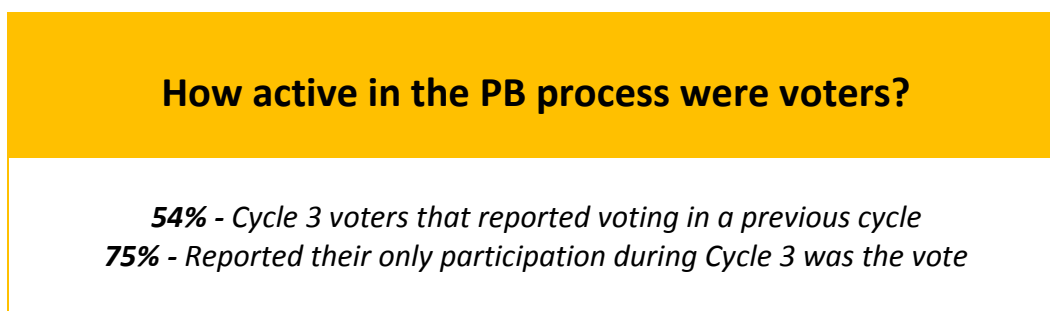 How active in the PB process were voters?
54% - Cycle 3 voters that reported voting in a previous cycle
75% - Reported their only participation during Cycle 3 was the vote